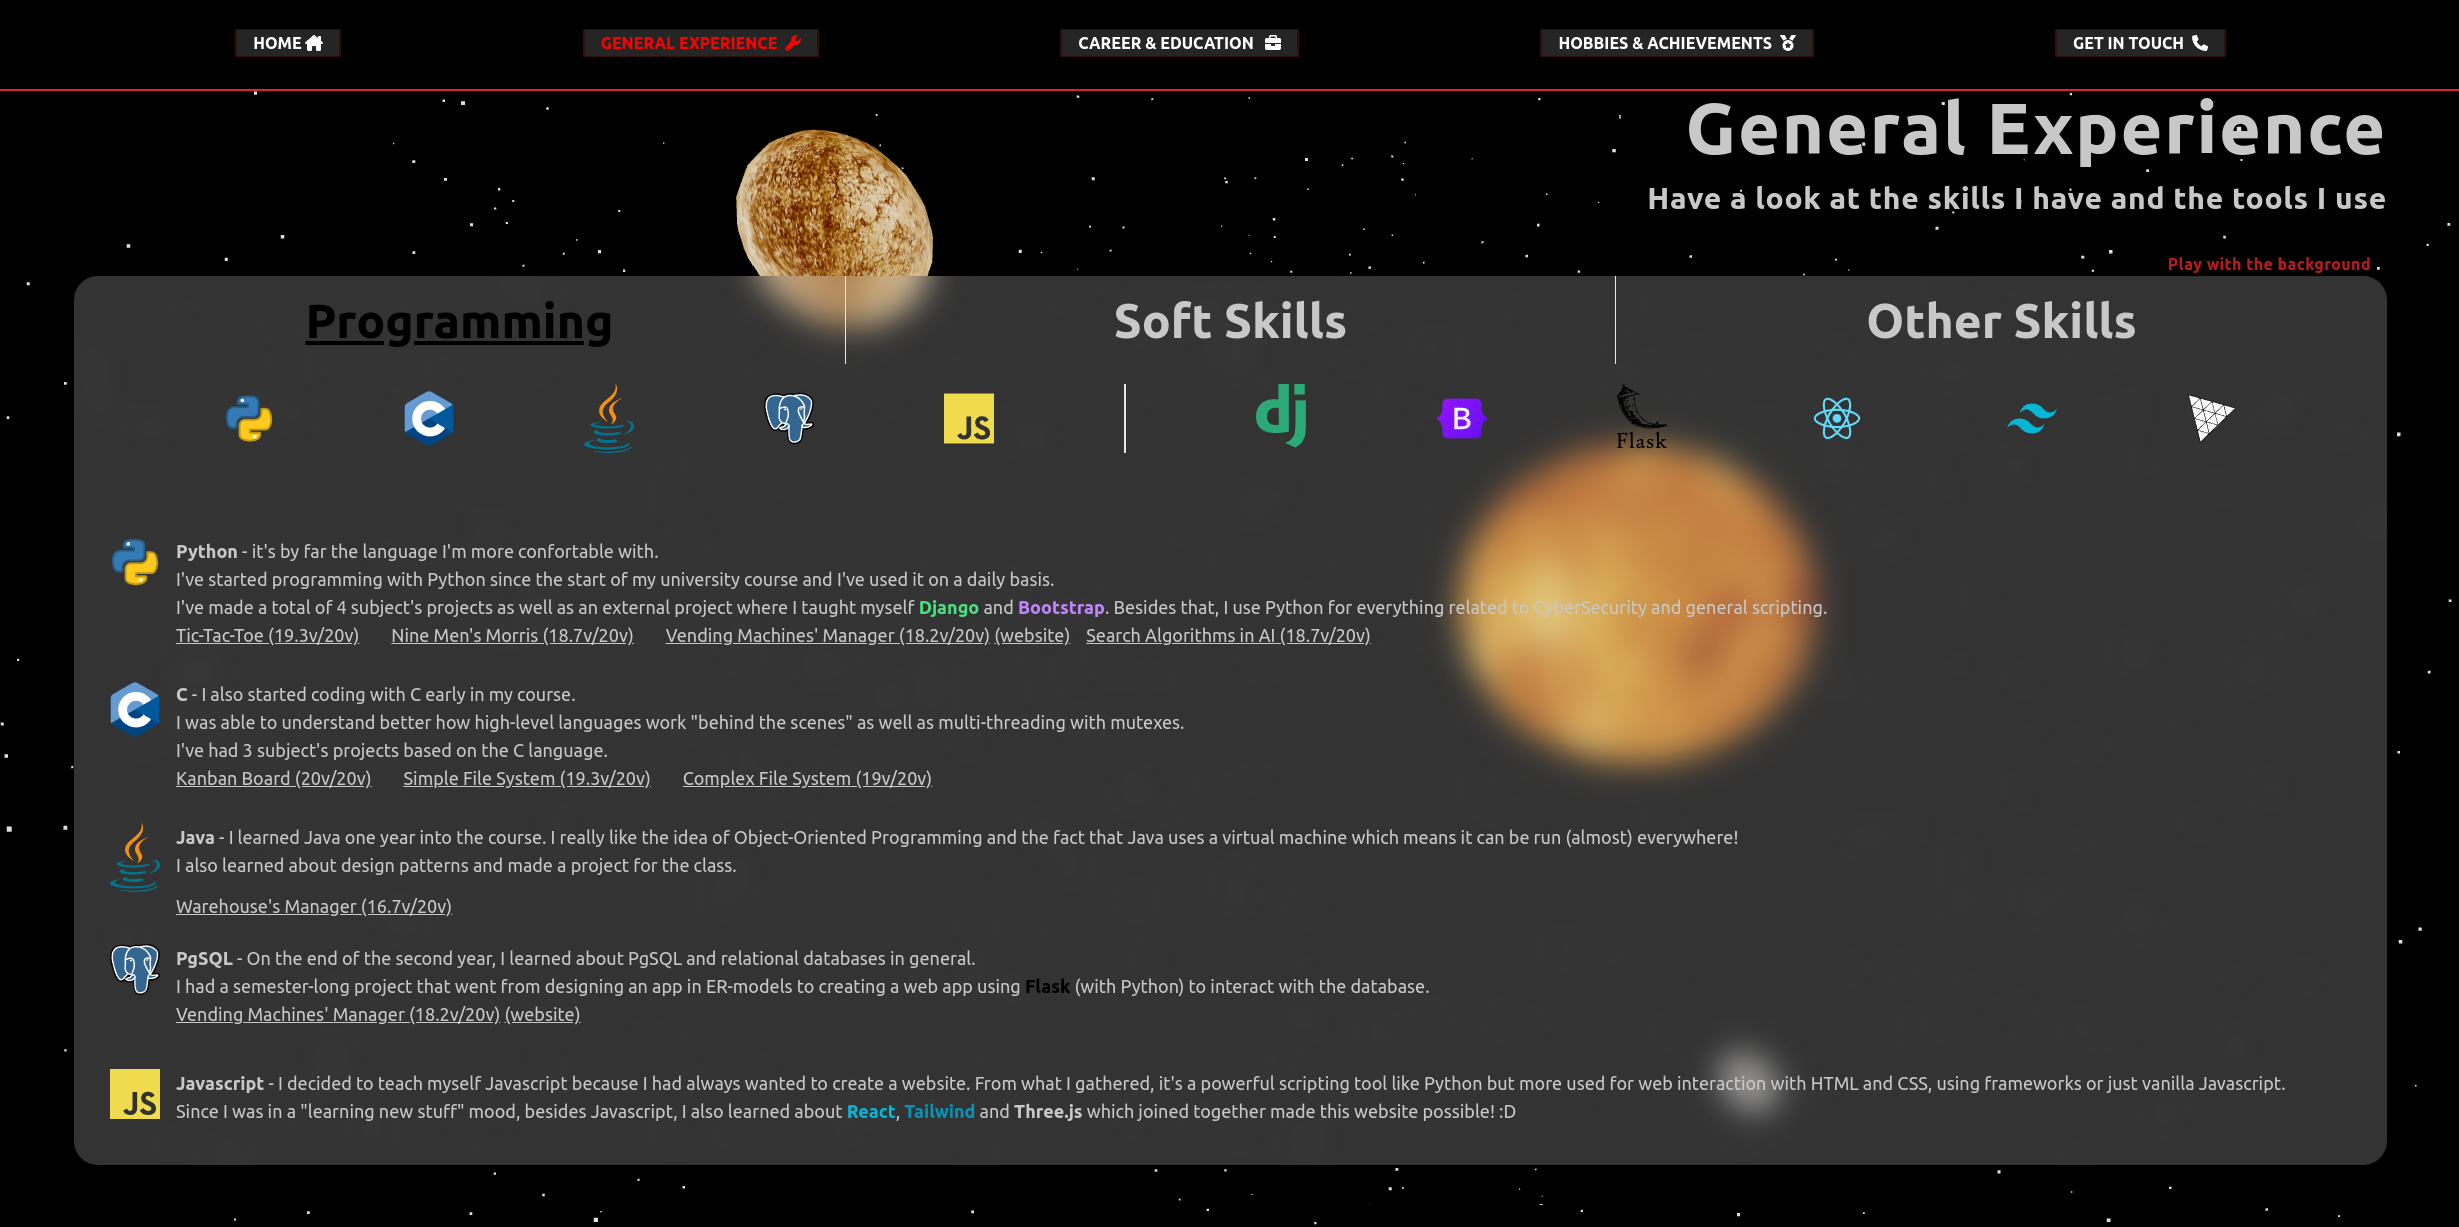 HOME
GENERAL EXPERIENCE
CAREER & EDUCATION
HOBBIES & ACHIEVEMENTS
GET IN TOUCH
General Experience
Have a look at the skills I have and the tools I use
Play with the background
Programming
Soft Skills
Other Skills
C
JS
dj
B
Flask
Python - it's by far the language I'm more confortable with.
I've started programming with Python since the start of my university course and I've used it on a daily basis.
I've made a total of 4 subject's projects as well as an external project where I taught myself Django and Bootstrap. Besides that, I use Python for everything related to CyberSecurity and general scripting.
Tic-Tac-Toe (19.3v/20v) Nine Men's Morris (18.7v/20v) Vending Machines' Manager (18.2v/20v) (website) Search Algorithms in AI (18.7v/20v)
C
C - I also started coding with C early in my course.
I was able to understand better how high-level languages work "behind the scenes" as well as multi-threading with mutexes.
I've had 3 subject's projects based on the C language.
Kanban Board (20v/20v) Simple File System (19.3v/20v) Complex File System (19v/20v)
Java - I learned Java one year into the course. I really like the idea of Object-Oriented Programming and the fact that Java uses a virtual machine which means it can be run (almost) everywhere!
I also learned about design patterns and made a project for the class.
Warehouse's Manager (16.7v/20v)
PgSQL - On the end of the second year, I learned about PgSQL and relational databases in general.
I had a semester-long project that went from designing an app in ER-models to creating a web app using Flask (with Python) to interact with the database.
Vending Machines' Manager (18.2v/20v) (website)
JS
Javascript - I decided to teach myself Javascript because I had always wanted to create a website. From what I gathered, it's a powerful scripting tool like Python but more used for web interaction with HTML and CSS, using frameworks or just vanilla Javascript.
Since I was in a "learning new stuff" mood, besides Javascript, I also learned about React, Tailwind and Three.js which joined together made this website possible! :D